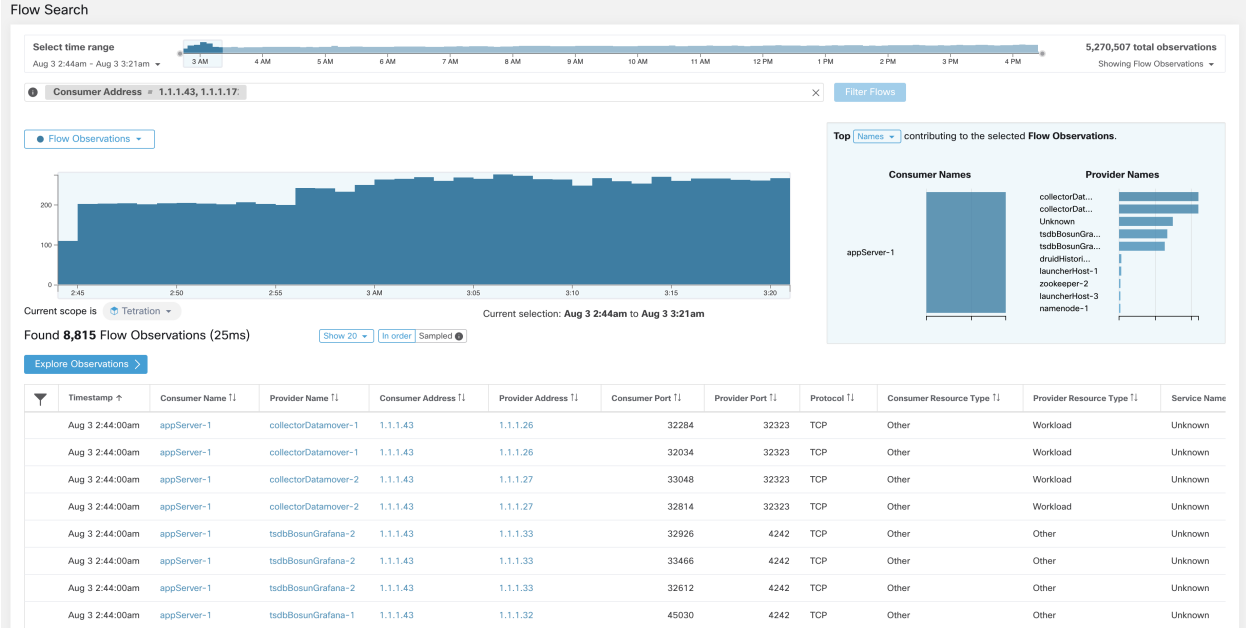 Flow Search
Select time range
Aug 3 2:44am - Aug 3 3:21am
3 AM 4 AM 5 AM 6 AM 7 AM 8 AM 9 AM 10 AM 11 AM 12 PM 1 PM 2 PM 3 PM 4 PM
5,270,507 total observations
Showing Flow Observations
Consumer Address = 1.1.1.43, 1.1.1.17:
Filter Flows
Flow Observations
200
100
0
2:45 2:50 2:55 3 AM 3:05 3:10 3:15 3:20
Top Names contributing to the selected Flow Observations.
Consumer Names
appServer-1
Provider Names
collectorDat...
collectorDat...
Unknown
tsdbBosunGra...
tsdbBosunGra...
druidHistori...
launcherHost-1
zookeeper-2
launcherHost-3
namenode-1
Current scope is Tetration
Current selection: Aug 3 2:44am to Aug 3 3:21am
Found 8,815 Flow Observations (25ms)
Show 20 In order Sampled
Explore Observations
Timestamp Consumer Name Provider Name Consumer Address Provider Address Consumer Port Provider Port Protocol Consumer Resource Type Provider Resource Type Service Name
Aug 3 2:44:00am appServer-1 collectorDatamover-1 1.1.1.43 1.1.1.26 32284 32323 TCP Other Workload Unknown
Aug 3 2:44:00am appServer-1 collectorDatamover-1 1.1.1.43 1.1.1.26 32034 32323 TCP Other Workload Unknown
Aug 3 2:44:00am appServer-1 collectorDatamover-2 1.1.1.43 1.1.1.27 33048 32323 TCP Other Workload Unknown
Aug 3 2:44:00am appServer-1 collectorDatamover-2 1.1.1.43 1.1.1.27 32814 32323 TCP Other Workload Unknown
Aug 3 2:44:00am appServer-1 tsdbBosunGrafana-2 1.1.1.43 1.1.1.33 32926 4242 TCP Other Other Unknown
Aug 3 2:44:00am appServer-1 tsdbBosunGrafana-2 1.1.1.43 1.1.1.33 33466 4242 TCP Other Other Unknown
Aug 3 2:44:00am appServer-1 tsdbBosunGrafana-2 1.1.1.43 1.1.1.33 32612 4242 TCP Other Other Unknown
Aug 3 2:44:00am appServer-1 tsdbBosunGrafana-1 1.1.1.43 1.1.1.32 45030 4242 TCP Other Other Unknown